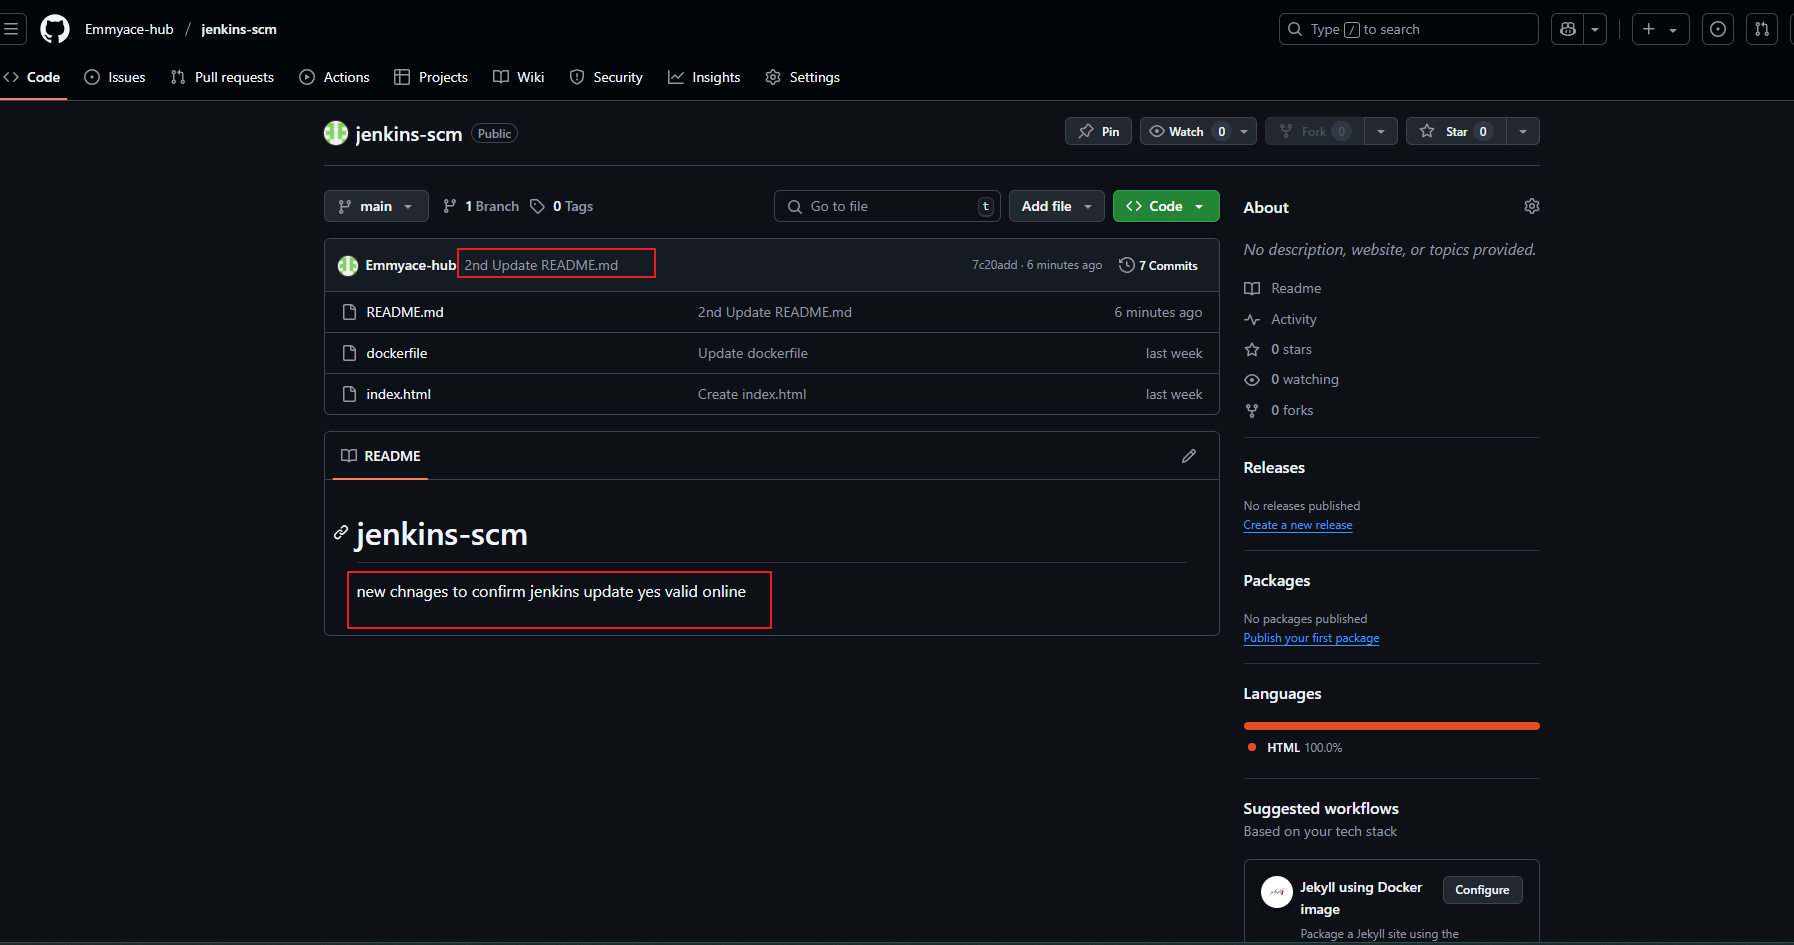 Emmyace-hub / jenkins-scm
Type / to search
Code Issues Pull requests Actions Projects Wiki Security Insights Settings
jenkins-scm Public
Pin Watch 0 Fork 0 Star 0
main 1 Branch 0 Tags Go to file t Add file Code
Emmyace-hub 2nd Update README.md 7c20add · 6 minutes ago 7 Commits
README.md 2nd Update README.md 6 minutes ago
dockerfile Update dockerfile last week
index.html Create index.html last week
README
jenkins-scm
new chnages to confirm jenkins update yes valid online
About
No description, website, or topics provided.
Readme
Activity
0 stars
0 watching
0 forks
Releases
No releases published
Create a new release
Packages
No packages published
Publish your first package
Languages
HTML 100.0%
Suggested workflows
Based on your tech stack
Jekyll using Docker image
Configure
Package a Jekyll site using the